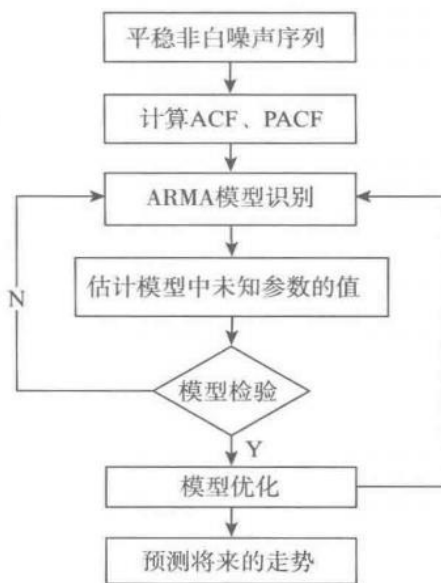 平稳非白噪声序列
计算ACF、PACF
ARMA模型识别
估计模型中未知参数的值
N
模型检验
Y
模型优化
预测将来的走势